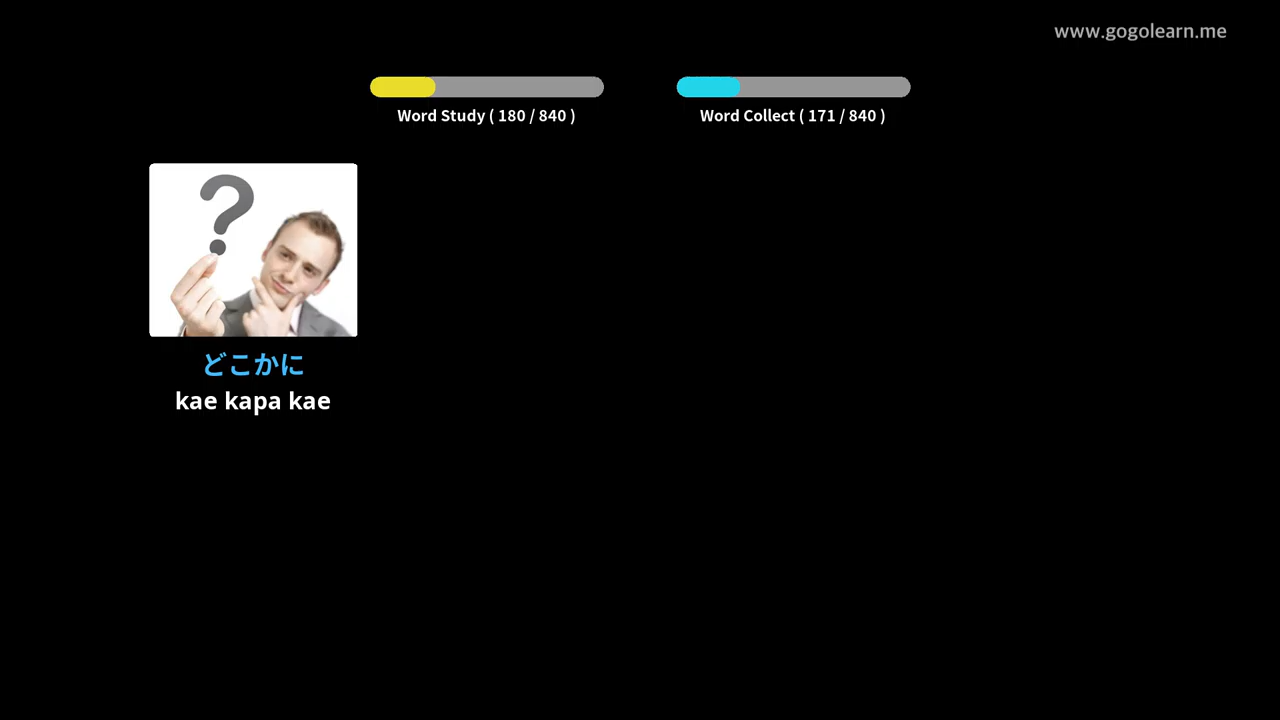 www.gogolearn.me
Word Study ( 180 / 840 )
Word Collect ( 171 / 840 )
?
どこかに
kae kapa kae